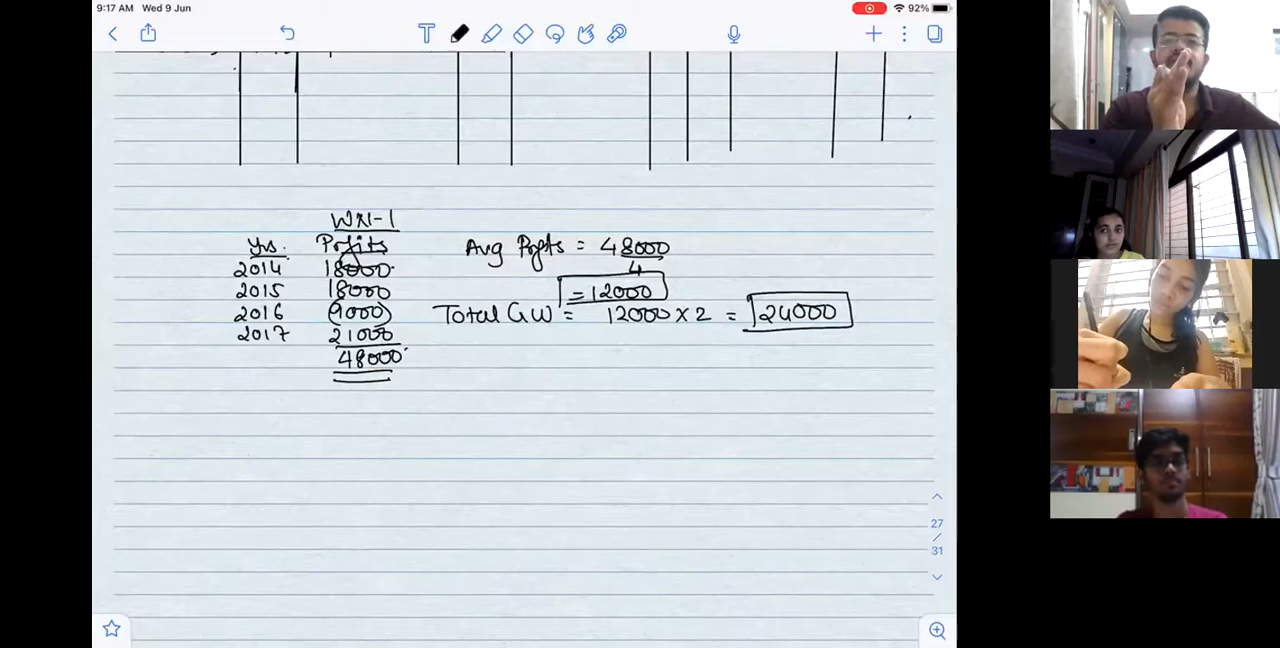 9:17 AM Wed 9 Jun
92%
WN-1
Yrs. Profits
2014 18000
2015 18000
2016 (9000)
2017 21000
48000
Avg Profits = 48000
4
= 12000
Total GW = 12000 × 2 = 24000
27
/
31